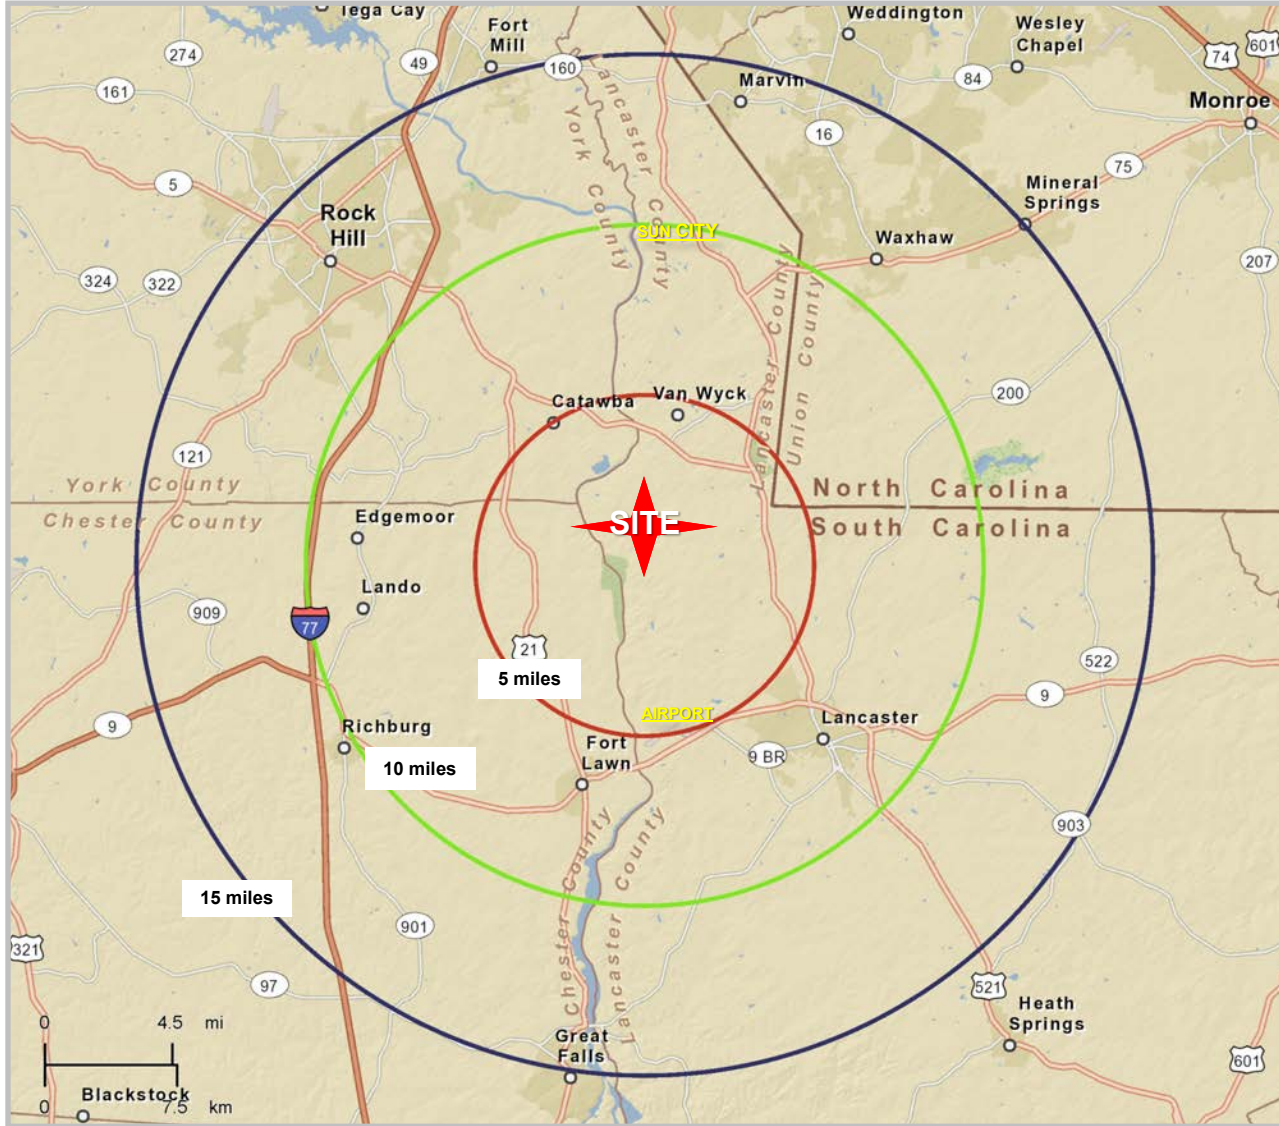 Tega Cay
Fort
Mill
Weddington
Wesley
Chapel
274
49
160
74
601
84
161
Marvin
Monroe
16
75
5
Mineral
Springs
Rock
Hill
Lancaster County
York County
SUN CITY
Waxhaw
207
324
322
Lancaster County
Union County
200
Catawba
Van Wyck
121
York County
Chester County
North Carolina
South Carolina
SITE
Edgemoor
Lando
909
77
21
522
5 miles
9
9
AIRPORT
Lancaster
Richburg
Fort
Lawn
9 BR
10 miles
903
Chester County
Lancaster County
15 miles
901
321
97
521
Heath
Springs
0
4.5 mi
Great
Falls
601
Blackstock
0
7.5 km